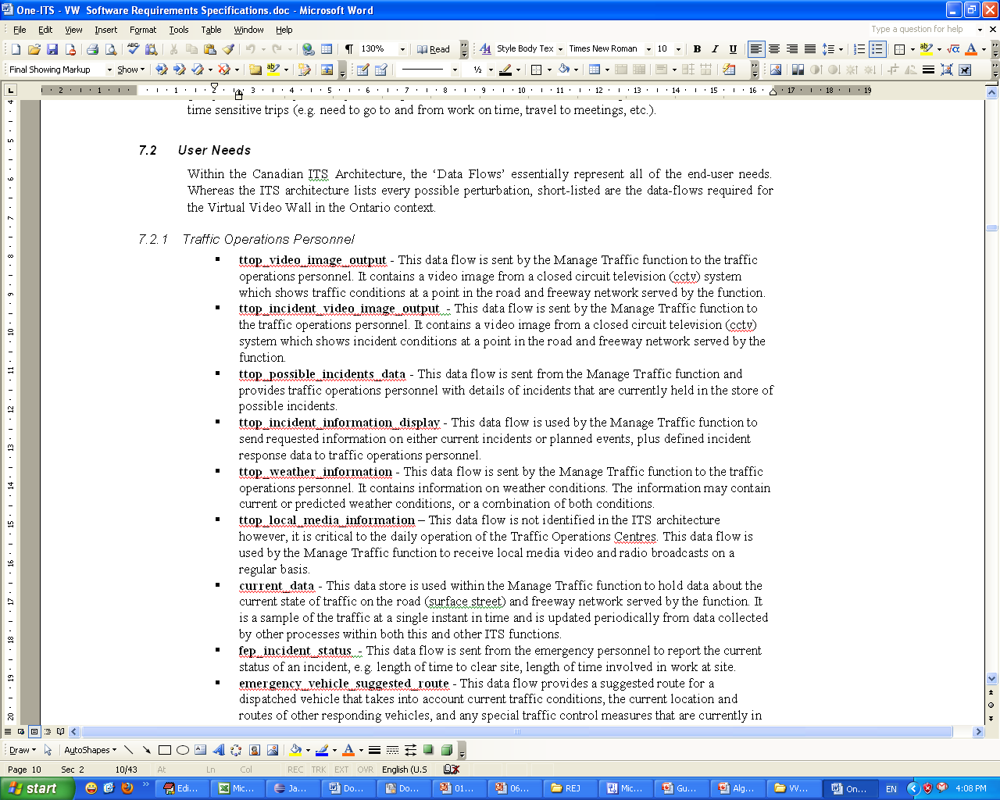 One-ITS - VW  Software Requirements Specifications.doc - Microsoft Word
File Edit View Insert Format Tools Table Window Help Type a question for help
130% Read Style Body Tex Times New Roman 10 B I U
Final Showing Markup Show ½
2 1 1 2 3 4 5 6 7 8 9 10 11 12 13 14 15 16 17 18 19
time sensitive trips (e.g. need to go to and from work on time, travel to meetings, etc.).
7.2 User Needs
Within the Canadian ITS Architecture, the ‘Data Flows’ essentially represent all of the end-user needs.
Whereas the ITS architecture lists every possible perturbation, short-listed are the data-flows required for
the Virtual Video Wall in the Ontario context.
7.2.1 Traffic Operations Personnel
▪ ttop_video_image_output - This data flow is sent by the Manage Traffic function to the traffic
operations personnel. It contains a video image from a closed circuit television (cctv) system
which shows traffic conditions at a point in the road and freeway network served by the function.
▪ ttop_incident_video_image_output - This data flow is sent by the Manage Traffic function to
the traffic operations personnel. It contains a video image from a closed circuit television (cctv)
system which shows incident conditions at a point in the road and freeway network served by the
function.
▪ ttop_possible_incidents_data - This data flow is sent from the Manage Traffic function and
provides traffic operations personnel with details of incidents that are currently held in the store of
possible incidents.
▪ ttop_incident_information_display - This data flow is used by the Manage Traffic function to
send requested information on either current incidents or planned events, plus defined incident
response data to traffic operations personnel.
▪ ttop_weather_information - This data flow is sent by the Manage Traffic function to the traffic
operations personnel. It contains information on weather conditions. The information may contain
current or predicted weather conditions, or a combination of both conditions.
▪ ttop_local_media_information – This data flow is not identified in the ITS architecture
however, it is critical to the daily operation of the Traffic Operations Centres. This data flow is
used by the Manage Traffic function to receive local media video and radio broadcasts on a
regular basis.
▪ current_data - This data store is used within the Manage Traffic function to hold data about the
current state of traffic on the road (surface street) and freeway network served by the function. It
is a sample of the traffic at a single instant in time and is updated periodically from data collected
by other processes within both this and other ITS functions.
▪ fep_incident_status - This data flow is sent from the emergency personnel to report the current
status of an incident, e.g. length of time to clear site, length of time involved in work at site.
▪ emergency_vehicle_suggested_route - This data flow provides a suggested route for a
dispatched vehicle that takes into account current traffic conditions, the current location and
routes of other responding vehicles, and any special traffic control measures that are currently in
Draw AutoShapes
Page 10 Sec 2 10/43 At Ln Col REC TRK EXT OVR English (U.S
start Edi... Mic... Ja... Do... Do... 01... 06... REJ Mic... Gu... Alg... VV... On... EN 4:08 PM